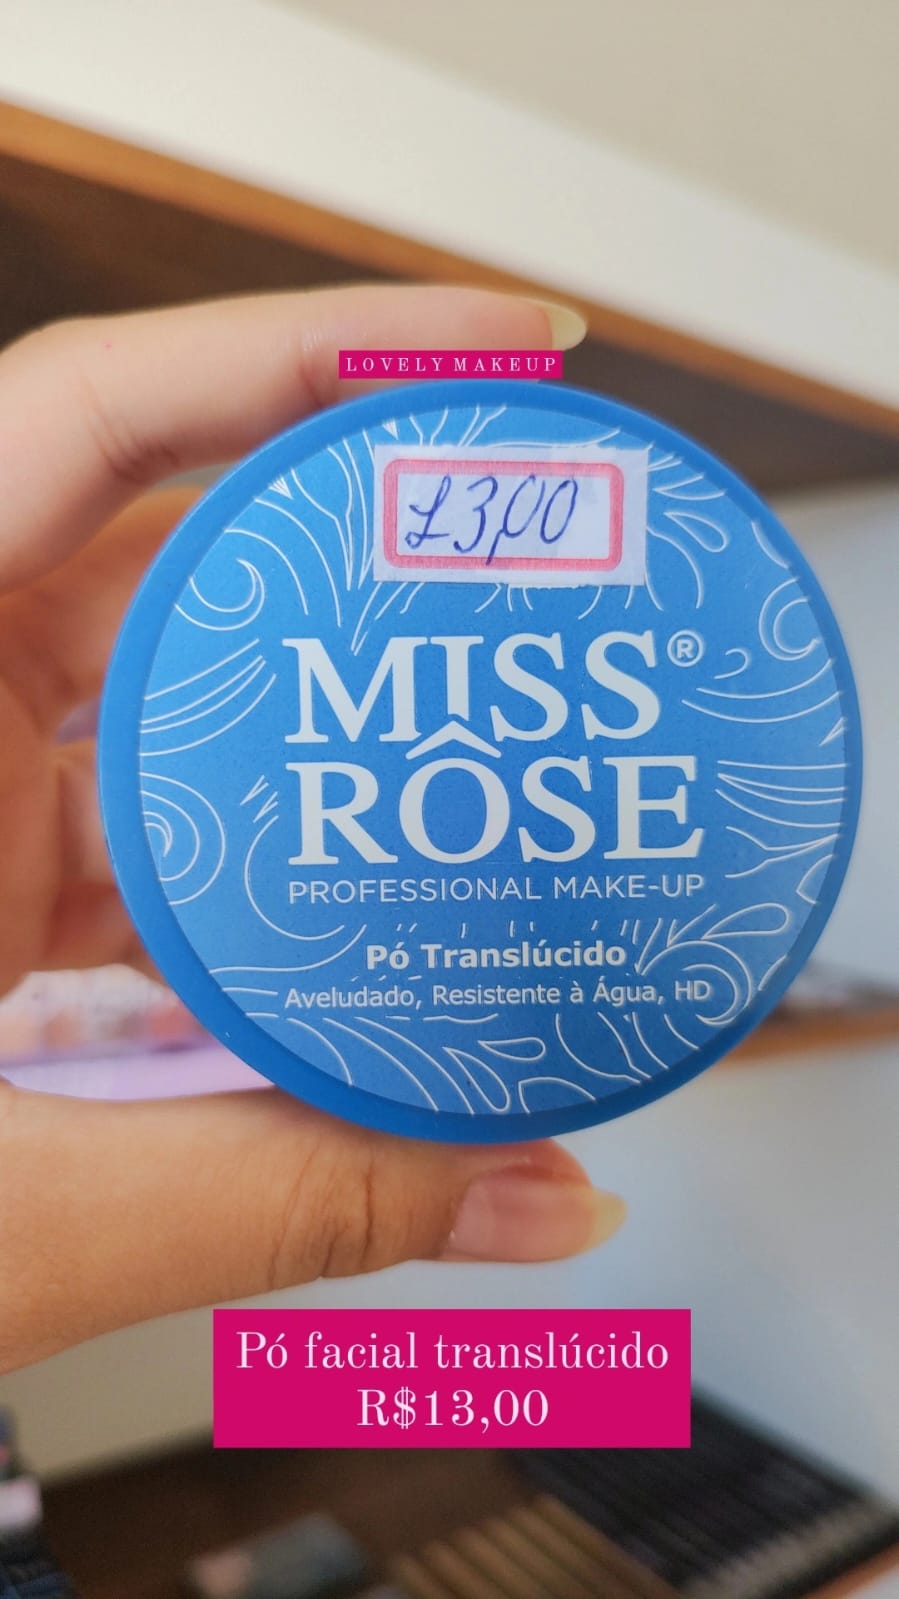 LOVELY MAKEUP
13,00
MISS®
RÔSE
PROFESSIONAL MAKE-UP
Pó Translúcido
Aveludado, Resistente à Água, HD
Pó facial translúcido
R$13,00